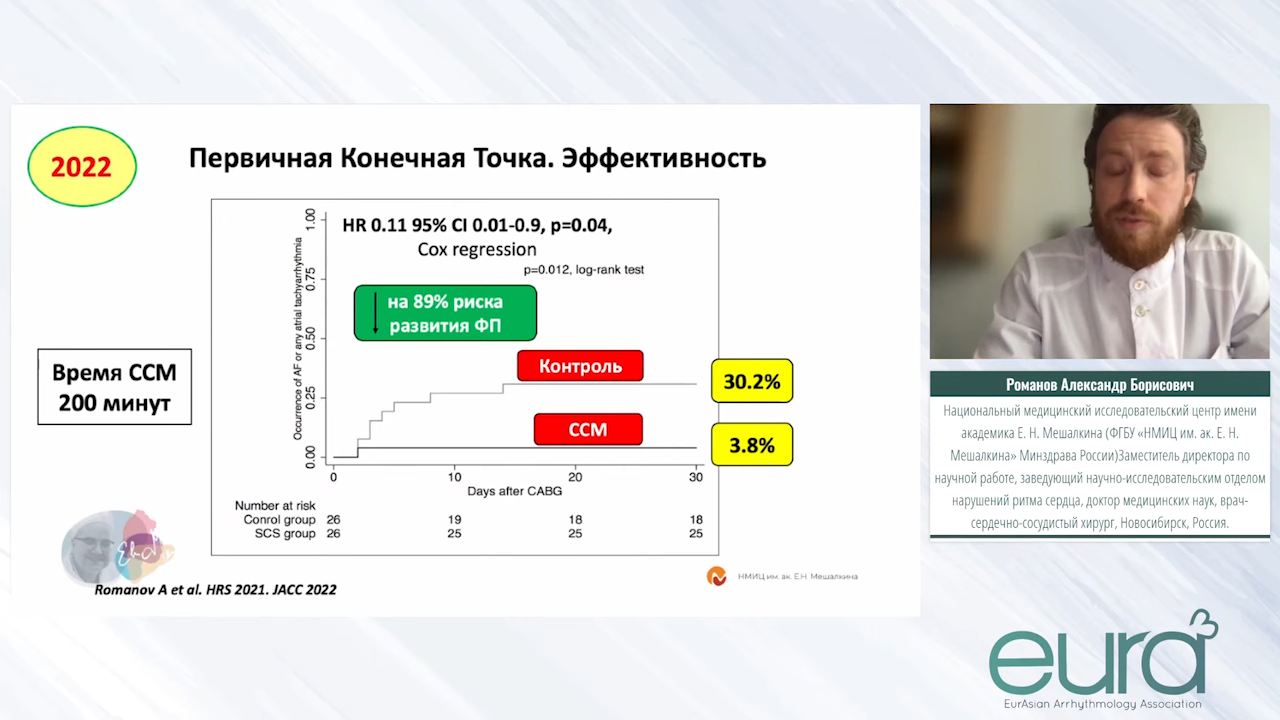 2022
Первичная Конечная Точка. Эффективность
HR 0.11 95% CI 0.01-0.9, p=0.04,
Cox regression
p=0.012, log-rank test
на 89% риска
развития ФП
Occurrence of AF or any atrial tachyarrhythmia
1.00
0.75
0.50
0.25
0.00
Контроль
ССМ
30.2%
3.8%
0 10 20 30
Days after CABG
Number at risk
Conrol group 26 19 18 18
SCS group 26 25 25 25
Время ССМ
200 минут
Romanov A et al. HRS 2021. JACC 2022
НМИЦ им. ак. Е.Н. Мешалкина
Романов Александр Борисович
Национальный медицинский исследовательский центр имени
академика Е. Н. Мешалкина (ФГБУ «НМИЦ им. ак. Е. Н.
Мешалкина» Минздрава России)Заместитель директора по
научной работе, заведующий научно-исследовательским отделом
нарушений ритма сердца, доктор медицинских наук, врач-
сердечно-сосудистый хирург, Новосибирск, Россия.
eura
EurAsian Arrhythmology Association